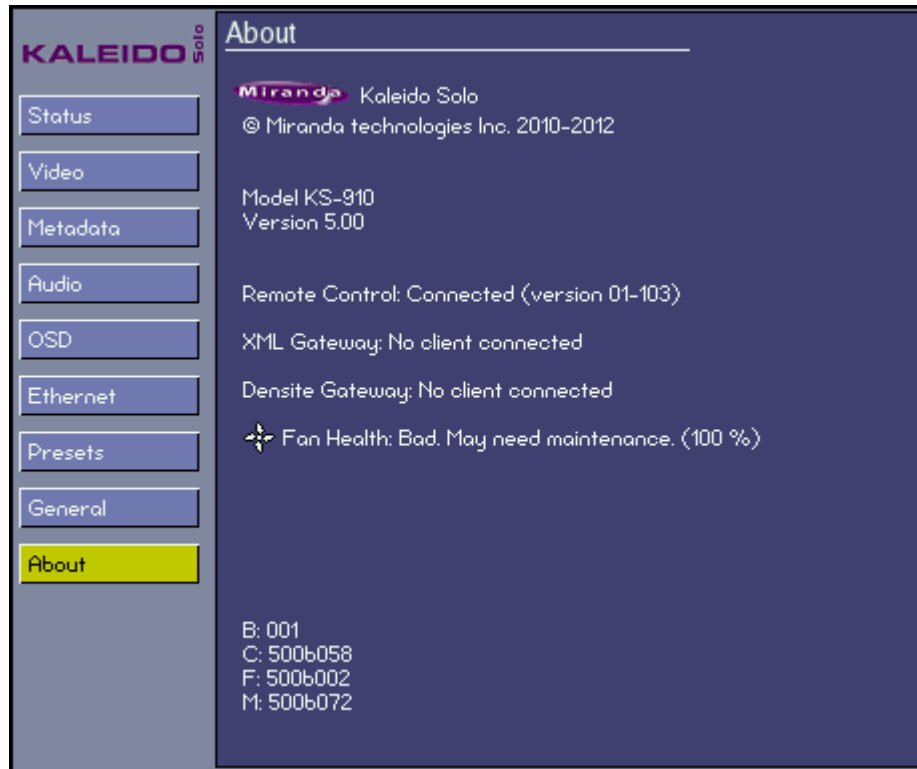 KALEIDO Solo
Status
Video
Metadata
Audio
OSD
Ethernet
Presets
General
About
About
Miranda Kaleido Solo
© Miranda technologies Inc. 2010-2012
Model KS-910
Version 5.00
Remote Control: Connected (version 01-103)
XML Gateway: No client connected
Densite Gateway: No client connected
Fan Health: Bad. May need maintenance. (100 %)
B: 001
C: 500b058
F: 500b002
M: 500b072